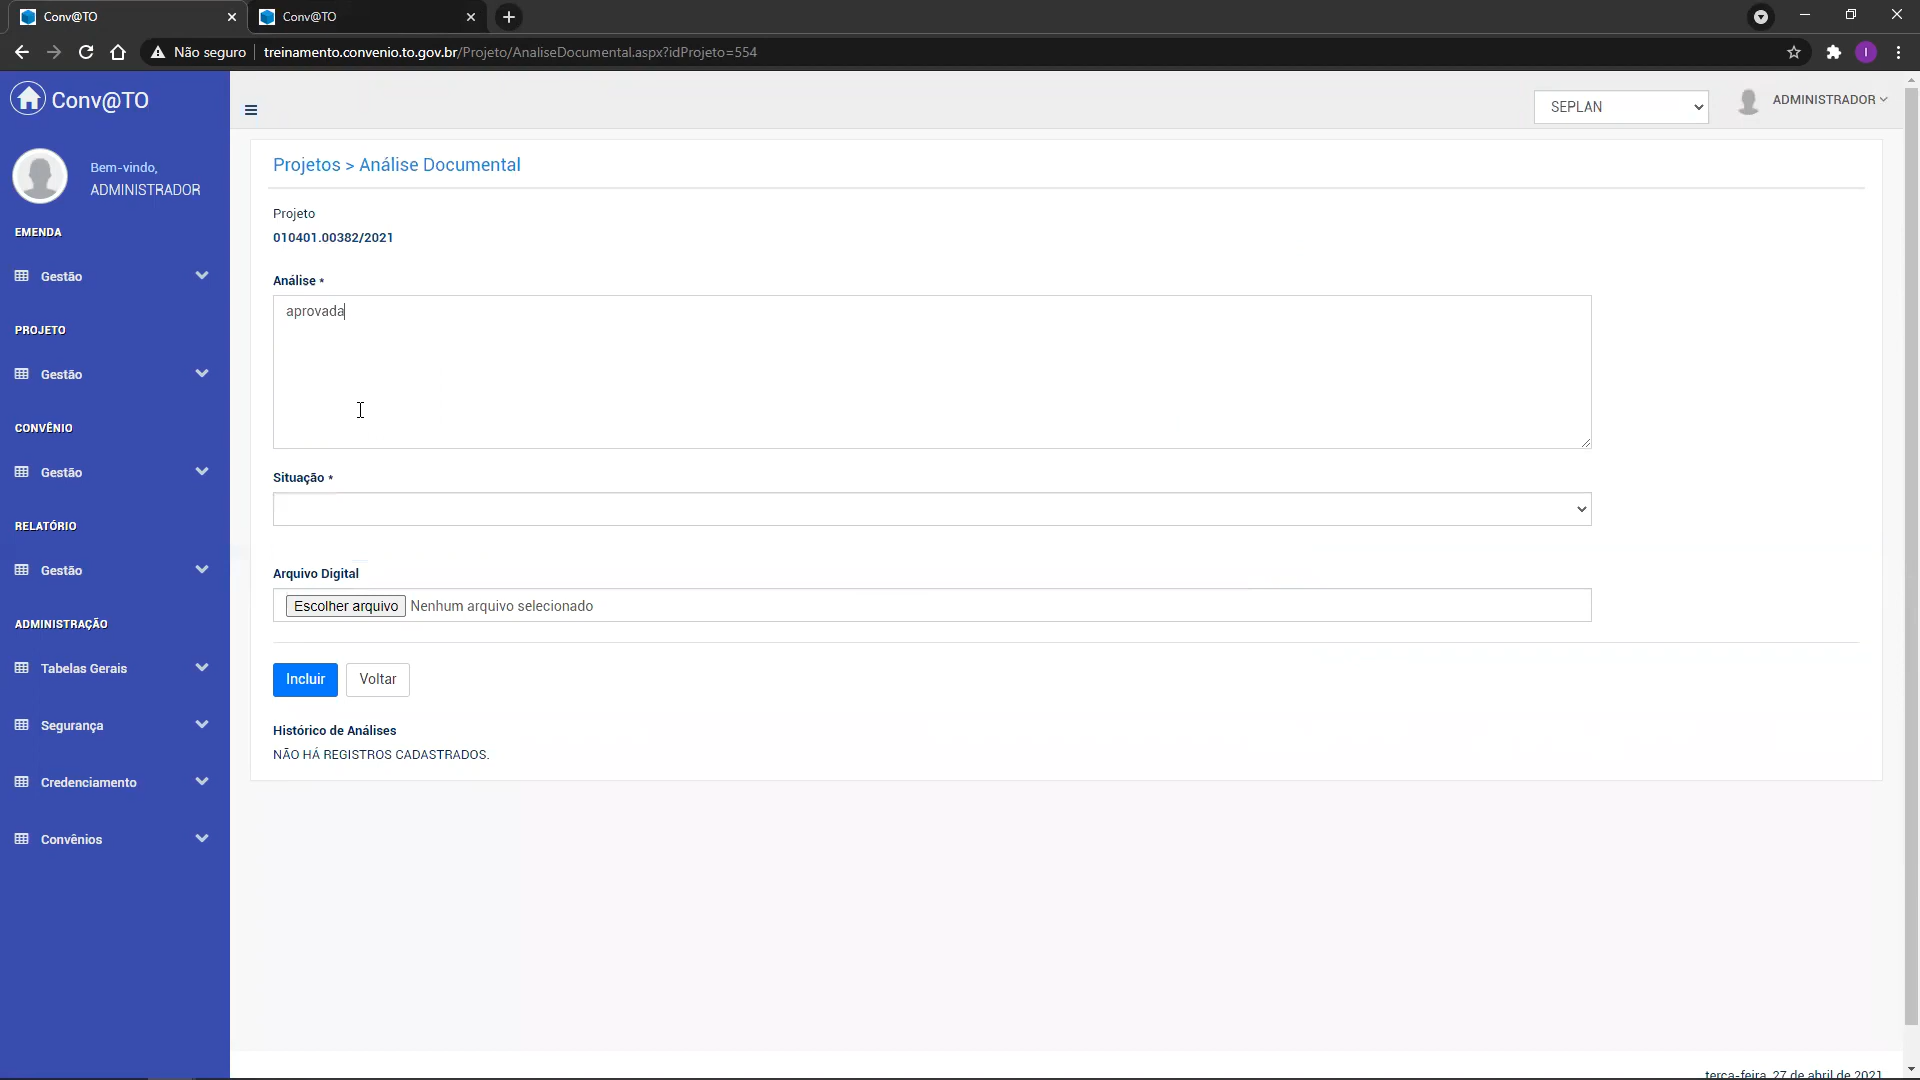 Conv@TO
Conv@TO
Não seguro
treinamento.convenio.to.gov.br/Projeto/AnaliseDocumental.aspx?idProjeto=554
I
Conv@TO
SEPLAN
ADMINISTRADOR
Bem-vindo,
ADMINISTRADOR
EMENDA
Gestão
PROJETO
Gestão
CONVÊNIO
Gestão
RELATÓRIO
Gestão
ADMINISTRAÇÃO
Tabelas Gerais
Segurança
Credenciamento
Convênios
Projetos > Análise Documental
Projeto
010401.00382/2021
Análise *
aprovada
Situação *
Arquivo Digital
Escolher arquivo Nenhum arquivo selecionado
Incluir
Voltar
Histórico de Análises
NÃO HÁ REGISTROS CADASTRADOS.
terça-feira, 27 de abril de 2021